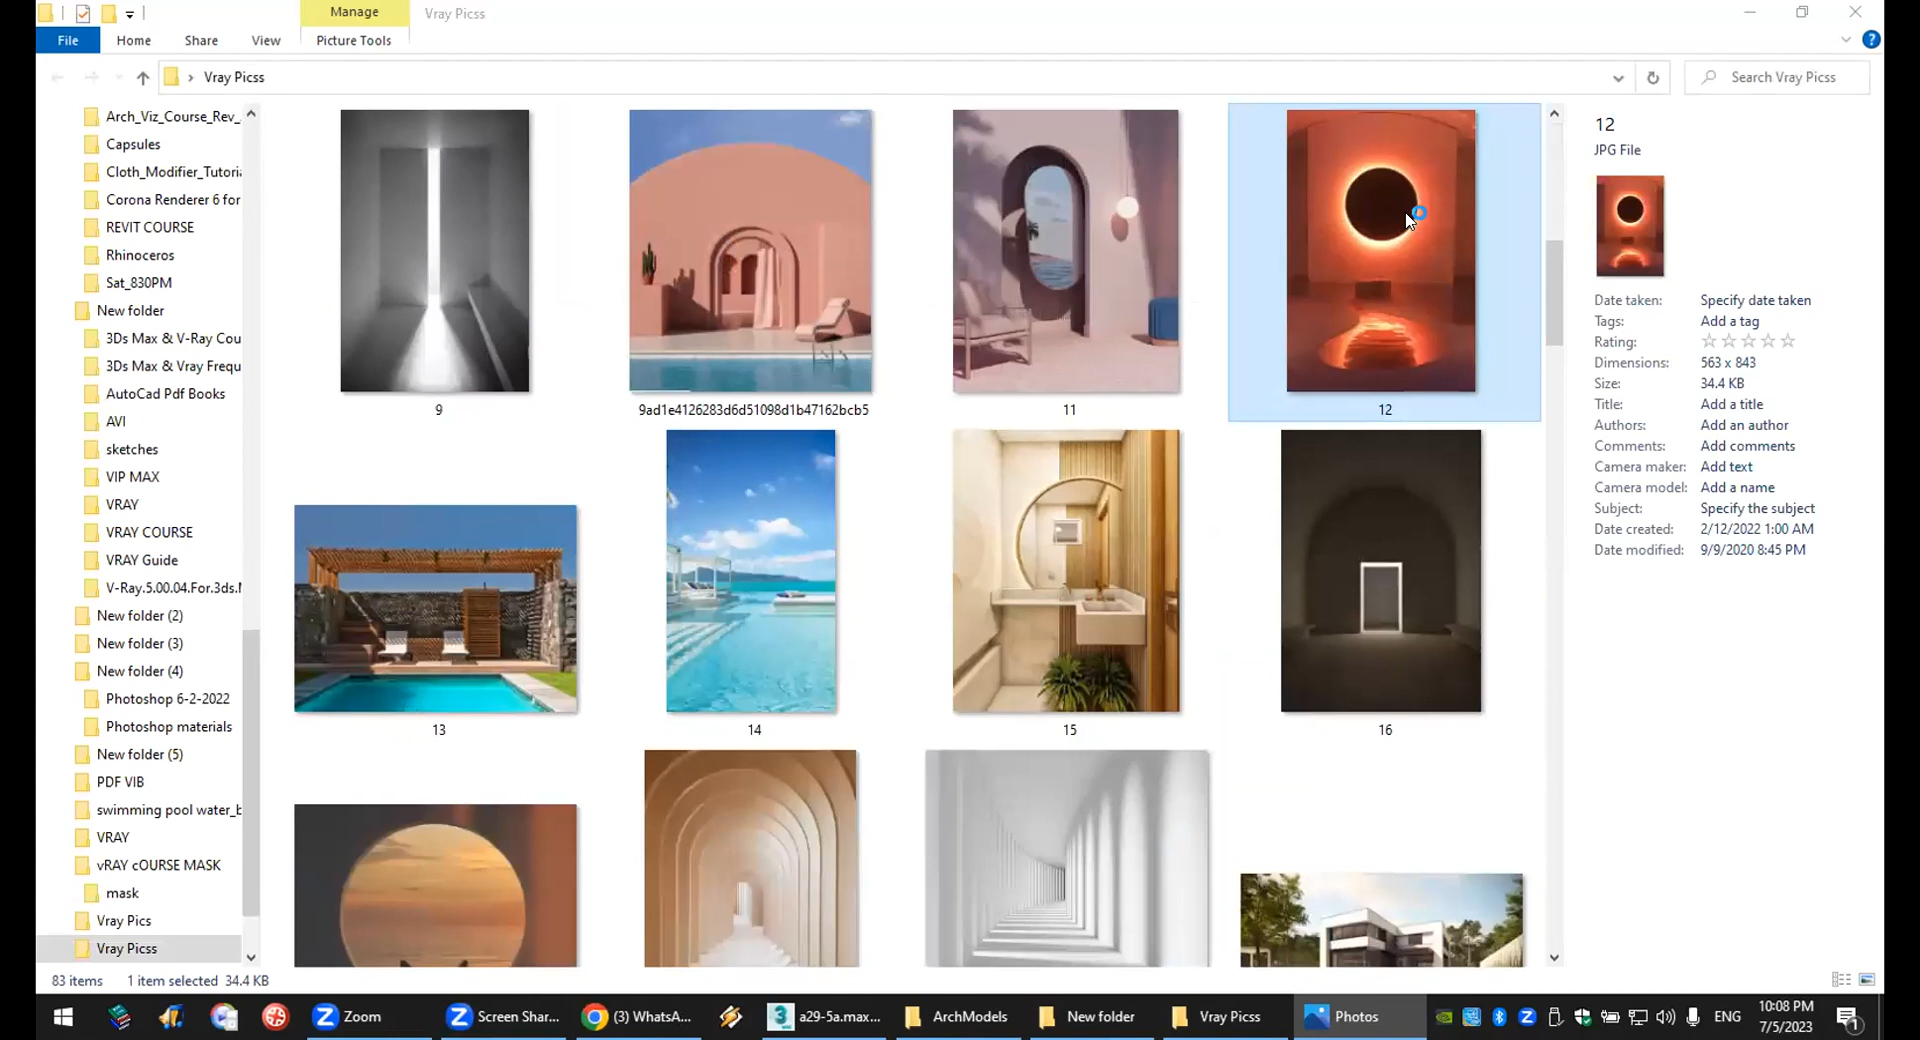 Manage
Vray Picss
File
Home
Share
View
Picture Tools
Vray Picss
Search Vray Picss
Arch_Viz_Course_Rev_
Capsules
Cloth_Modifier_Tutoria
Corona Renderer 6 for
REVIT COURSE
Rhinoceros
Sat_830PM
New folder
3Ds Max & V-Ray Cou
3Ds Max & Vray Frequ
AutoCad Pdf Books
AVI
sketches
VIP MAX
VRAY
VRAY COURSE
VRAY Guide
V-Ray.5.00.04.For.3ds.M
New folder (2)
New folder (3)
New folder (4)
Photoshop 6-2-2022
Photoshop materials
New folder (5)
PDF VIB
swimming pool water_b
VRAY
vRAY cOURSE MASK
mask
Vray Pics
Vray Picss
9
9ad1e4126283d6d51098d1b47162bcb5
11
12
13
14
15
16
12
JPG File
Date taken: Specify date taken
Tags: Add a tag
Rating:
Dimensions: 563 x 843
Size: 34.4 KB
Title: Add a title
Authors: Add an author
Comments: Add comments
Camera maker: Add text
Camera model: Add a name
Subject: Specify the subject
Date created: 2/12/2022 1:00 AM
Date modified: 9/9/2020 8:45 PM
83 items 1 item selected 34.4 KB
Zoom
Screen Shar...
(3) WhatsA...
a29-5a.max...
ArchModels
New folder
Vray Picss
Photos
ENG
10:08 PM
7/5/2023
1